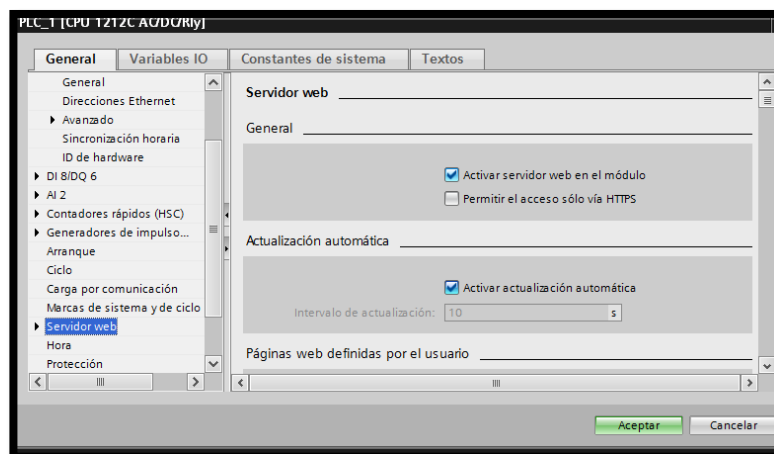 PLC_1 [CPU 1212C AC/DC/Rly]
General Variables IO Constantes de sistema Textos
General
Direcciones Ethernet
Avanzado
Sincronización horaria
ID de hardware
DI 8/DQ 6
AI 2
Contadores rápidos (HSC)
Generadores de impulso...
Arranque
Ciclo
Carga por comunicación
Marcas de sistema y de ciclo
Servidor web
Hora
Protección
Servidor web
General
Activar servidor web en el módulo
Permitir el acceso sólo vía HTTPS
Actualización automática
Activar actualización automática
Intervalo de actualización: 10 s
Páginas web definidas por el usuario
Aceptar Cancelar